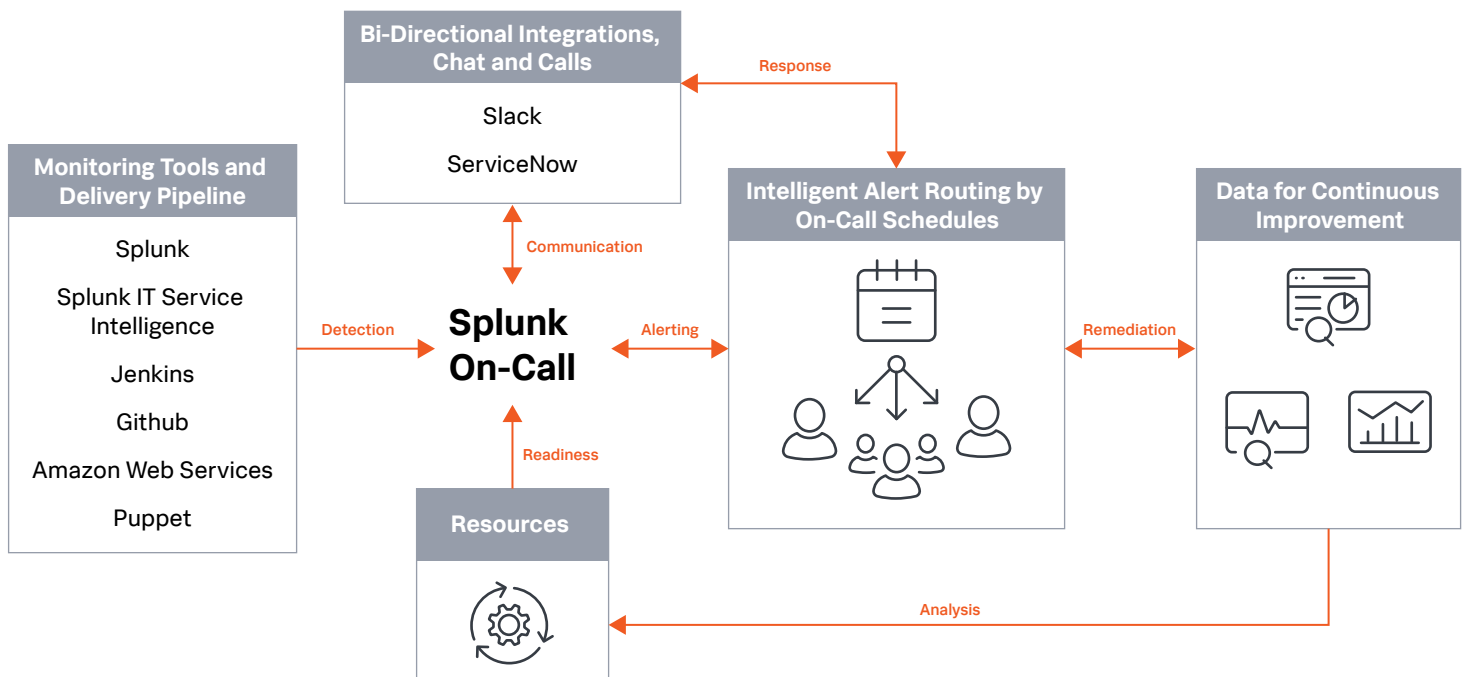 Bi-Directional Integrations,
Chat and Calls
Slack
ServiceNow
Response
Monitoring Tools and
Delivery Pipeline
Splunk
Splunk IT Service
Intelligence
Jenkins
Github
Amazon Web Services
Puppet
Detection
Communication
Splunk
On-Call
Alerting
Readiness
Resources
Intelligent Alert Routing by
On-Call Schedules
Remediation
Data for Continuous
Improvement
Analysis